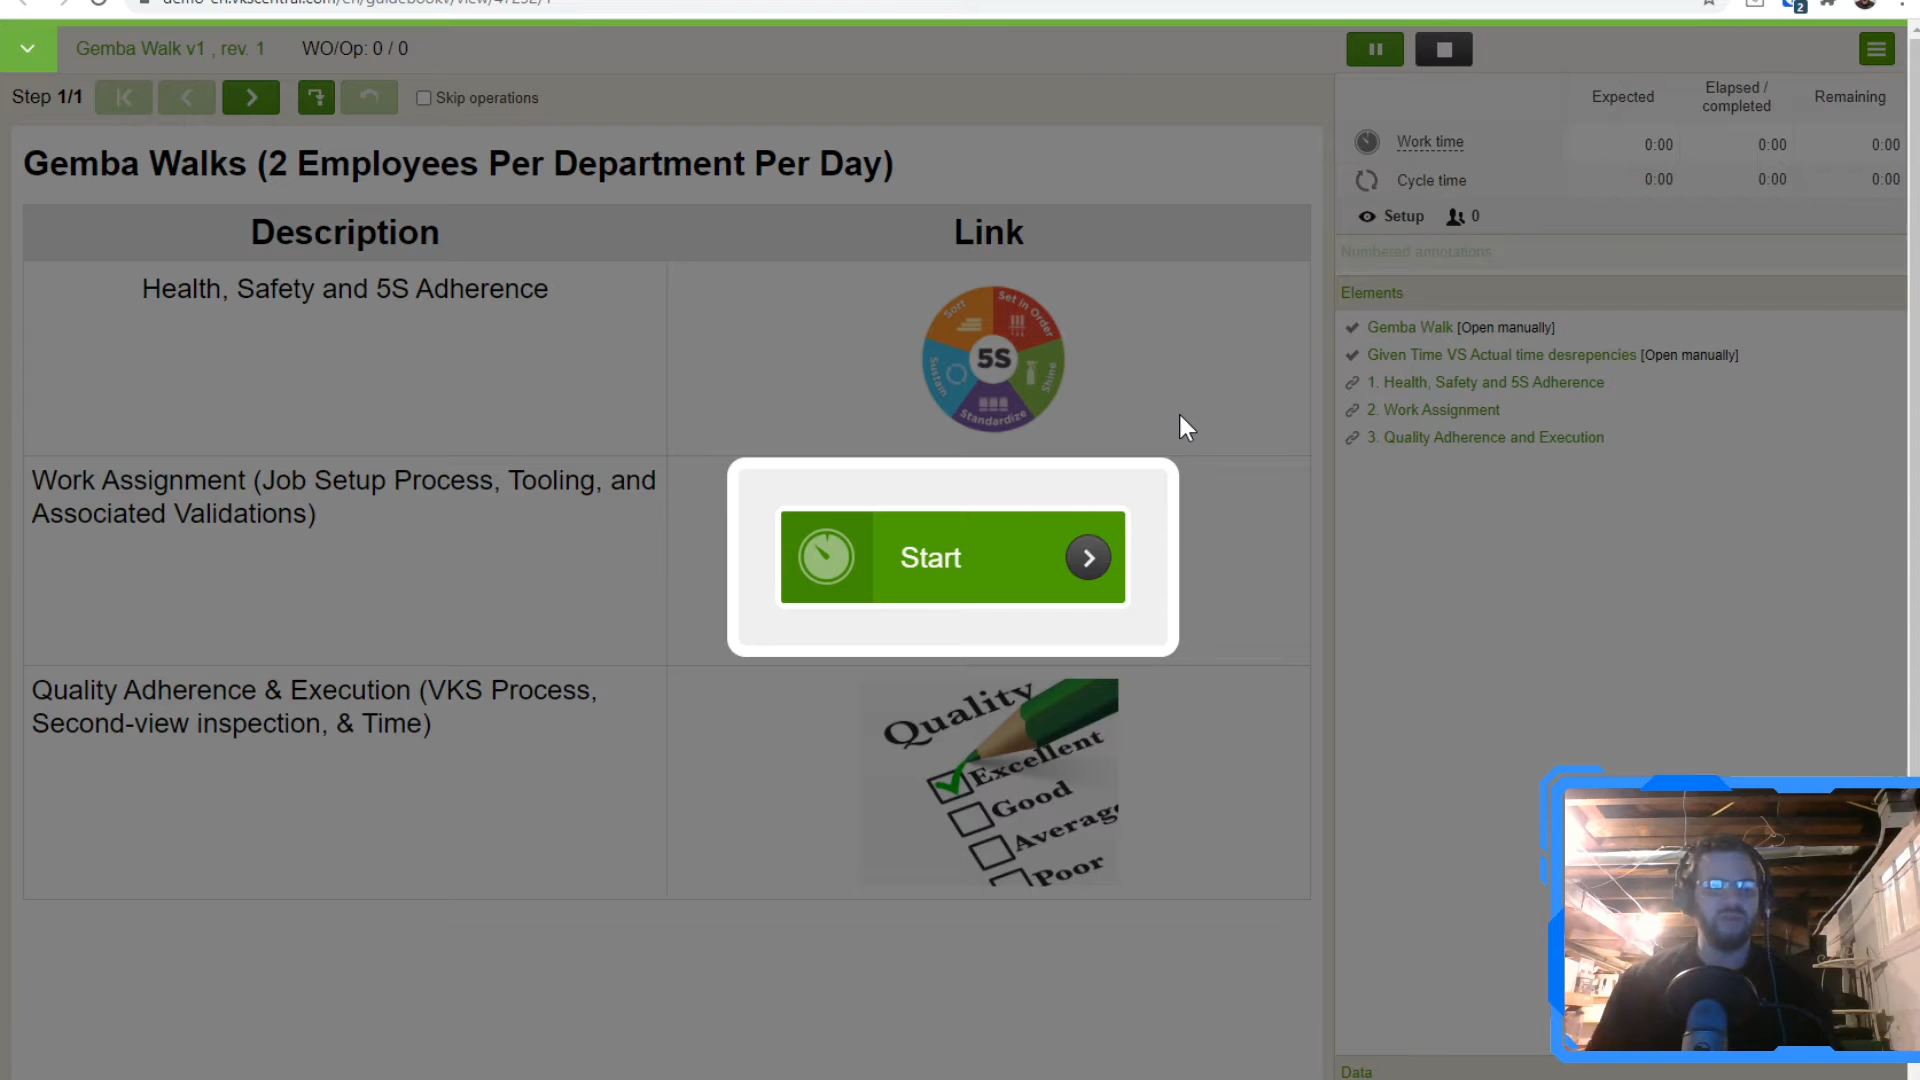 Gemba Walk v1 , rev. 1
WO/Op: 0 / 0
Step 1/1
Skip operations
Expected
Elapsed /
completed
Remaining
Work time
0:00
0:00
0:00
Cycle time
0:00
0:00
0:00
Setup
0
Numbered annotations
Elements
Gemba Walk [Open manually]
Given Time VS Actual time desrepencies [Open manually]
1. Health, Safety and 5S Adherence
2. Work Assignment
3. Quality Adherence and Execution
Data
Gemba Walks (2 Employees Per Department Per Day)
Description
Link
Health, Safety and 5S Adherence
Sort
Set In Order
Shine
Standardize
Sustain
5S
Work Assignment (Job Setup Process, Tooling, and
Associated Validations)
Start
Quality Adherence & Execution (VKS Process,
Second-view inspection, & Time)
Quality
Excellent
Good
Average
Poor
2